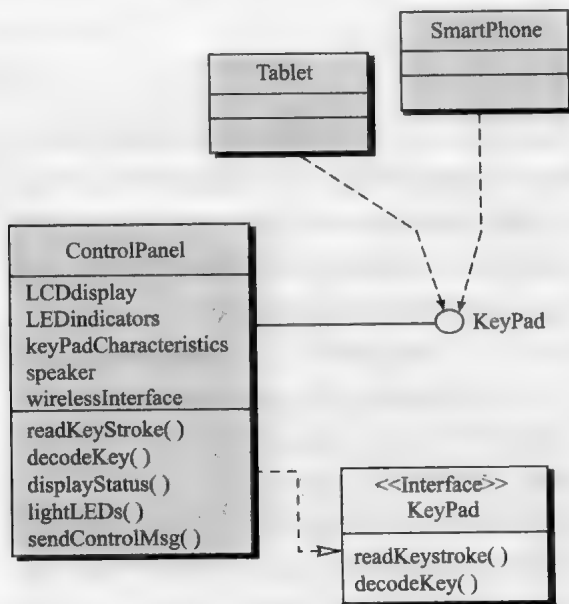 SmartPhone
Tablet
ControlPanel
LCDdisplay
LEDindicators
keyPadCharacteristics
speaker
wirelessInterface
readKeyStroke( )
decodeKey( )
displayStatus( )
lightLEDs( )
sendControlMsg( )
KeyPad
<<Interface>>
KeyPad
readKeystroke( )
decodeKey( )